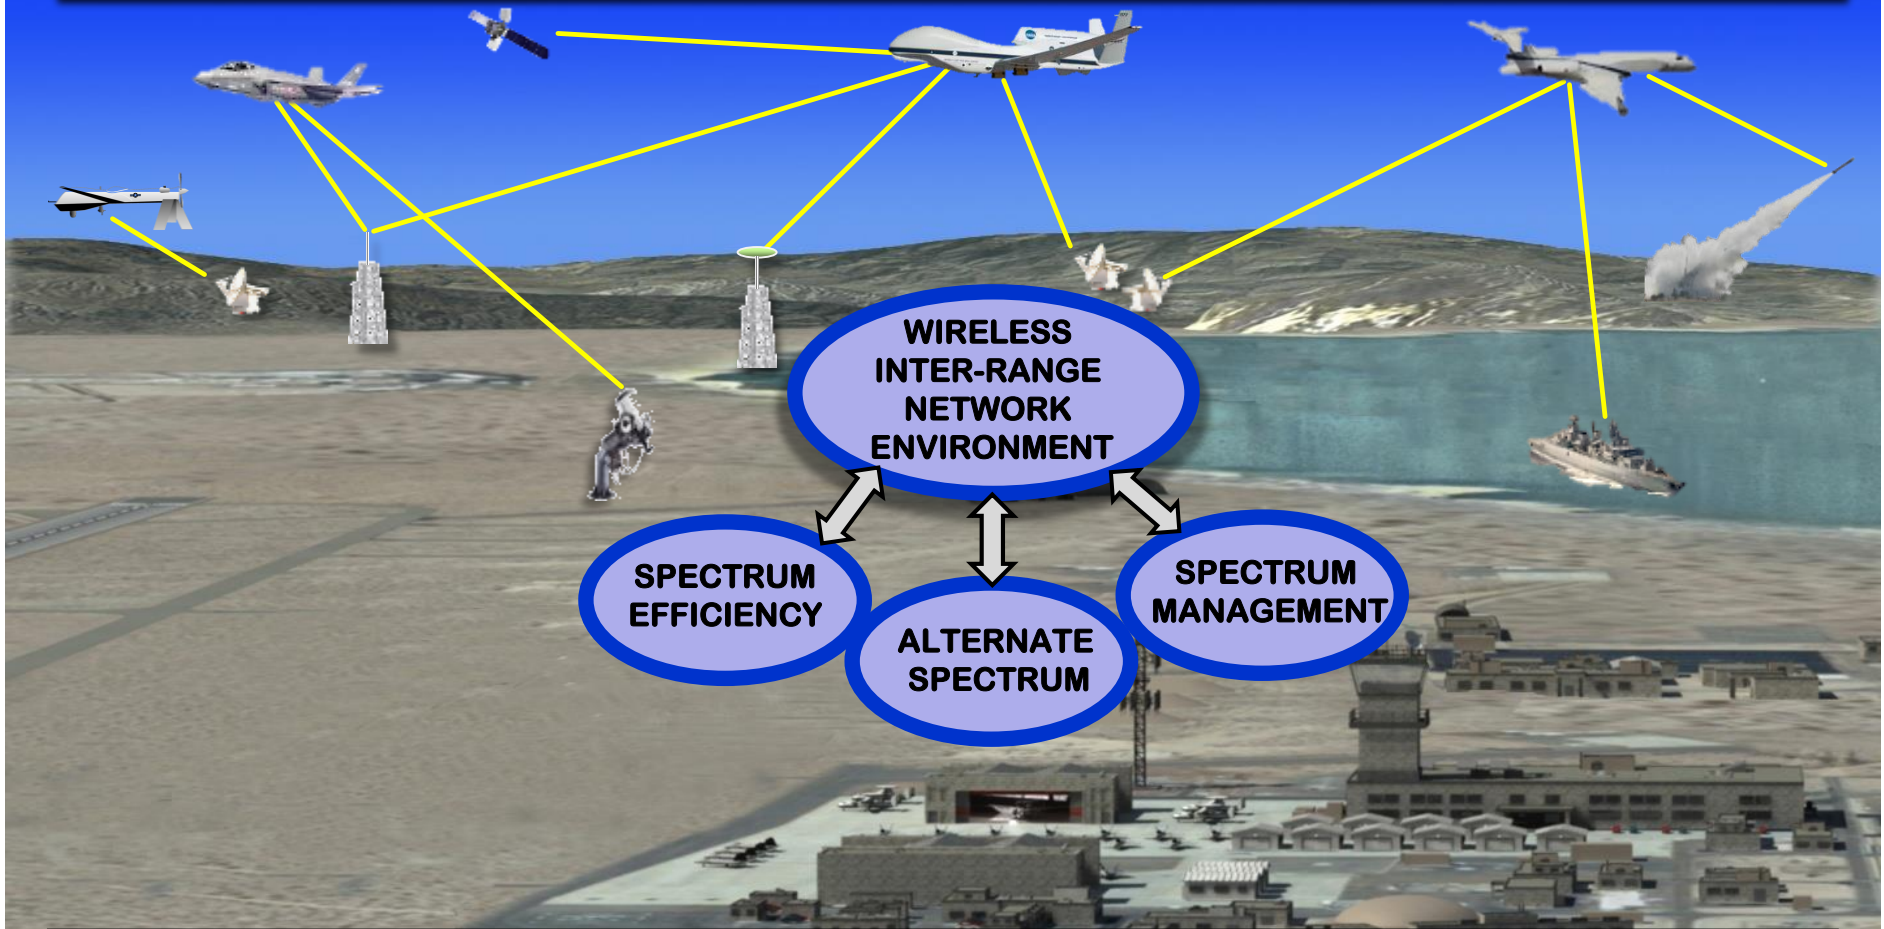 WIRELESS
INTER-RANGE
NETWORK
ENVIRONMENT
SPECTRUM
EFFICIENCY
ALTERNATE
SPECTRUM
SPECTRUM
MANAGEMENT